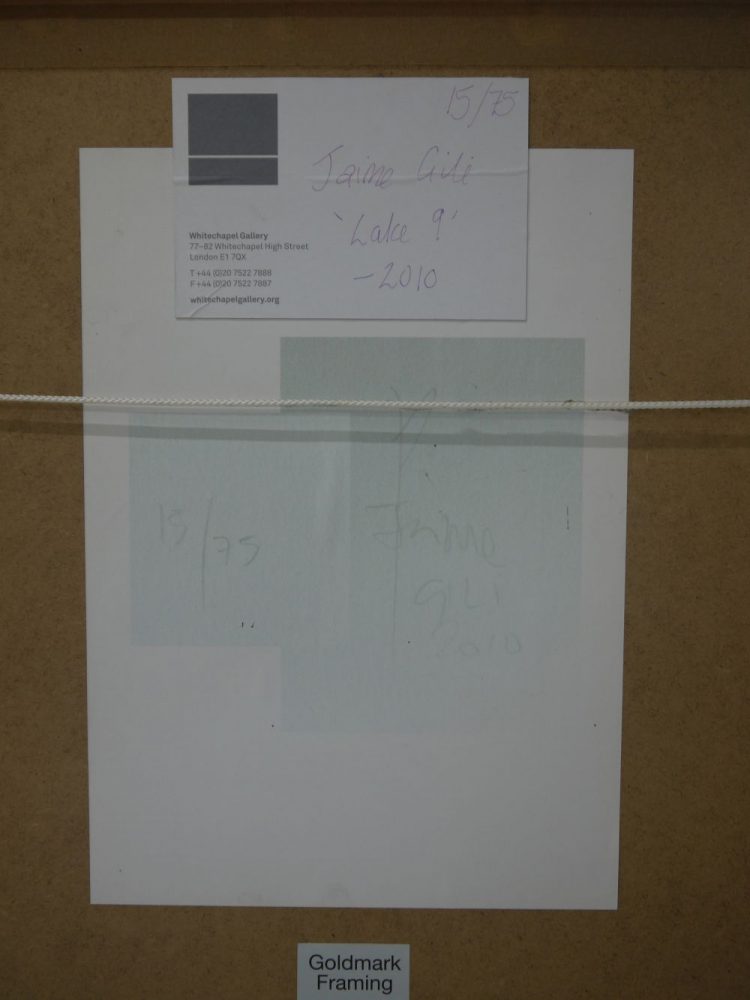 15/75
Jaime Gili
'Lake 9'
-2010
Whitechapel Gallery
77–82 Whitechapel High Street
London E1 7QX
T +44 (0)20 7522 7888
F +44 (0)20 7522 7887
whitechapelgallery.org
15/75
Jaime
Gili
2010
Goldmark
Framing